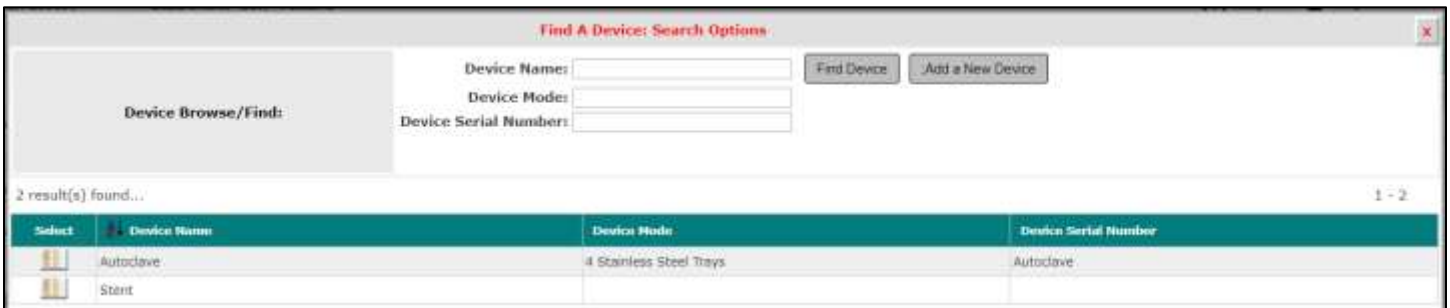 Find A Device: Search Options
x
Device Name:
Find Device
Add a New Device
Device Browse/Find:
Device Mode:
Device Serial Number:
2 result(s) found...
1 - 2
Select
Device Name
Device Mode
Device Serial Number
Autoclave
4 Stainless Steel Trays
Autoclave
Stent